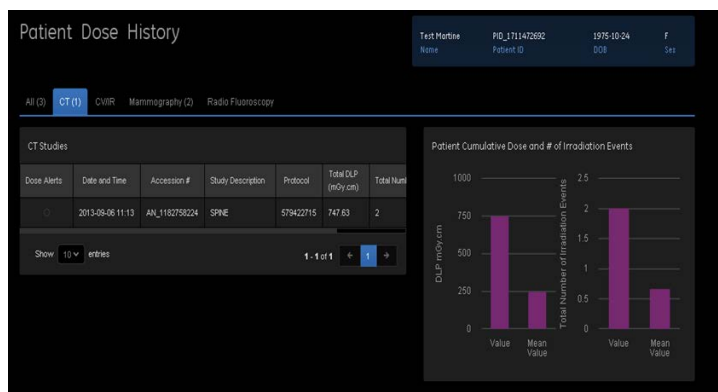 Patient Dose History
Test Martine PID_1711472692 1975-10-24 F
Name Patient ID DOB Sex
All (3) CT (1) CV/IR Mammography (2) Radio Fluoroscopy
CT Studies
Dose Alerts Date and Time Accession # Study Description Protocol Total DLP (mGy.cm) Total Num
2013-09-06 11:13 AN_1182758224 SPINE 579422715 747.63 2
Show 10 entries 1 - 1 of 1 ← 1 →
Patient Cumulative Dose and # of Irradiation Events
DLP mGy.cm
1000
750
500
250
0
Value Mean Value
Total Number of Irradiation Events
2.5
2
1.5
1
0.5
0
Value Mean Value